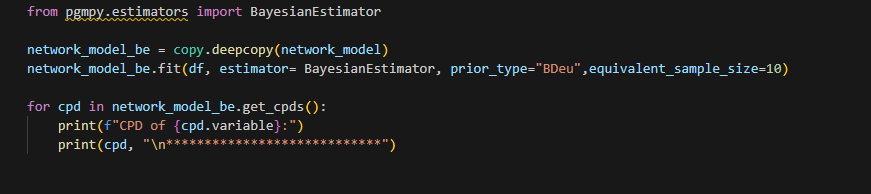 from pgmpy.estimators import BayesianEstimator
network_model_be = copy.deepcopy(network_model)
network_model_be.fit(df, estimator= BayesianEstimator, prior_type="BDeu",equivalent_sample_size=10)
for cpd in network_model_be.get_cpds():
    print(f"CPD of {cpd.variable}:")
    print(cpd, "\n****************************")